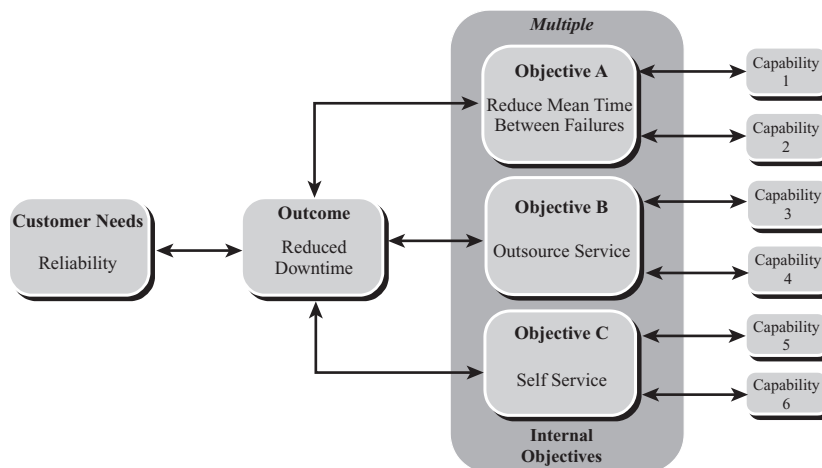 Multiple
Objective A
Reduce Mean Time
Between Failures
Objective B
Outsource Service
Objective C
Self Service
Internal
Objectives
Customer Needs
Reliability
Outcome
Reduced
Downtime
Capability
1
Capability
2
Capability
3
Capability
4
Capability
5
Capability
6